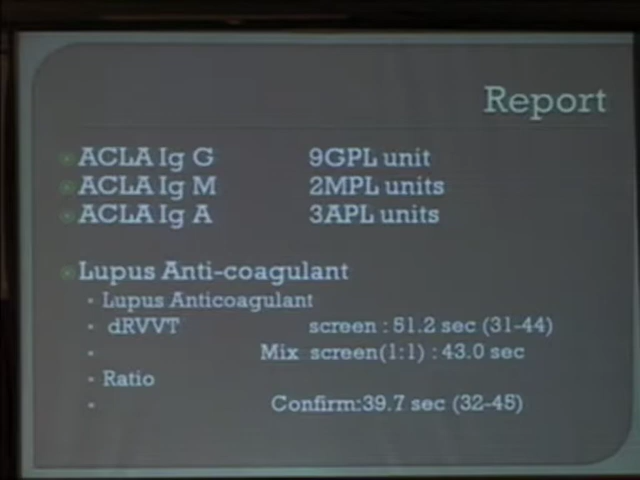 Report
ACLA Ig G 9GPL unit
ACLA Ig M 2MPL units
ACLA Ig A 3APL units
Lupus Anti-coagulant
Lupus Anticoagulant
dRVVT screen : 51.2 sec (31-44)
Mix screen(1:1) : 43.0 sec
Ratio
Confirm:39.7 sec (32-45)